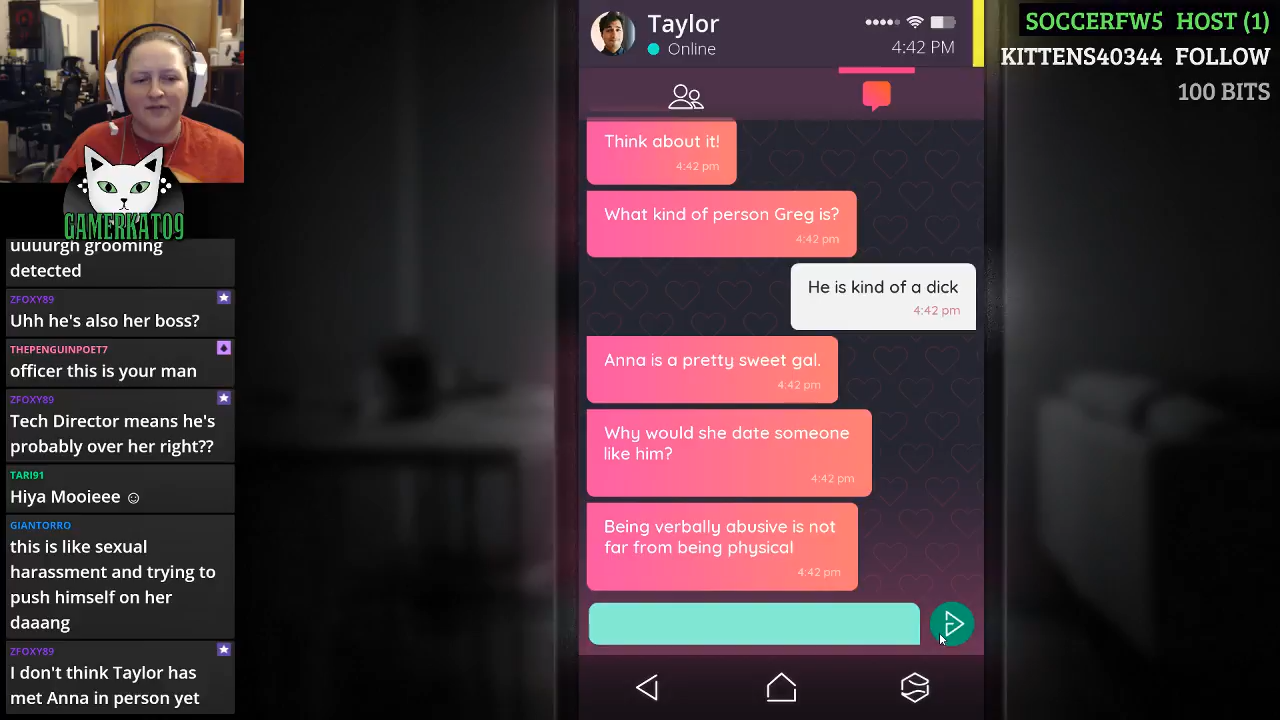 GAMERKAT09
uuuurgh grooming
detected
ZFOXY89
Uhh he's also her boss?
THEPENGUINPOET7
officer this is your man
ZFOXY89
Tech Director means he's
probably over her right??
TARI91
Hiya Mooieee ☺
GIANTORRO
this is like sexual
harassment and trying to
push himself on her
daaang
ZFOXY89
I don't think Taylor has
met Anna in person yet
Taylor
Online
4:42 PM
Think about it!
4:42 pm
What kind of person Greg is?
4:42 pm
He is kind of a dick
4:42 pm
Anna is a pretty sweet gal.
4:42 pm
Why would she date someone
like him?
4:42 pm
Being verbally abusive is not
far from being physical
4:42 pm
SOCCERFW5 HOST (1)
KITTENS40344 FOLLOW
100 BITS